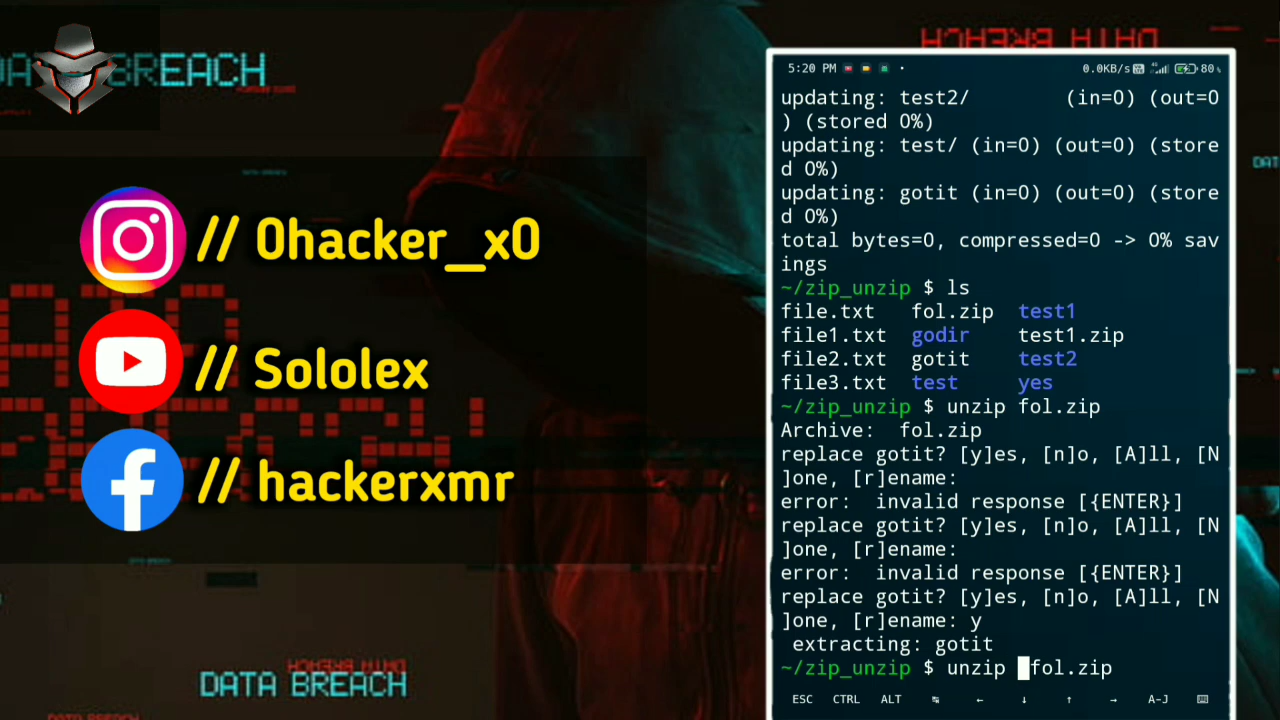 DATA BREACH
// 0hacker__x0
// Sololex
// hackerxmr
DATA BREACH
5:20 PM
0.0KB/s 80
updating: test2/ (in=0) (out=0
) (stored 0%)
updating: test/ (in=0) (out=0) (store
d 0%)
updating: gotit (in=0) (out=0) (store
d 0%)
total bytes=0, compressed=0 -> 0% sav
ings
~/zip_unzip $ ls
file.txt fol.zip test1
file1.txt godir test1.zip
file2.txt gotit test2
file3.txt test yes
~/zip_unzip $ unzip fol.zip
Archive: fol.zip
replace gotit? [y]es, [n]o, [A]ll, [N
]one, [r]ename:
error: invalid response [{ENTER}]
replace gotit? [y]es, [n]o, [A]ll, [N
]one, [r]ename:
error: invalid response [{ENTER}]
replace gotit? [y]es, [n]o, [A]ll, [N
]one, [r]ename: y
extracting: gotit
~/zip_unzip $ unzip fol.zip
ESC CTRL ALT ↹ ← ↓ ↑ → A-J